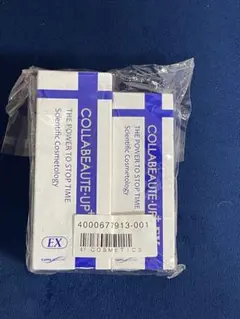 COLLABEAUTE·UP+
THE POWER TO STOP TIME
Scientific Cosmetology
EX
COLLABEAUTE·UP+
THE POWER TO STOP TIME
Scientific Cosmetology
4000677913-001